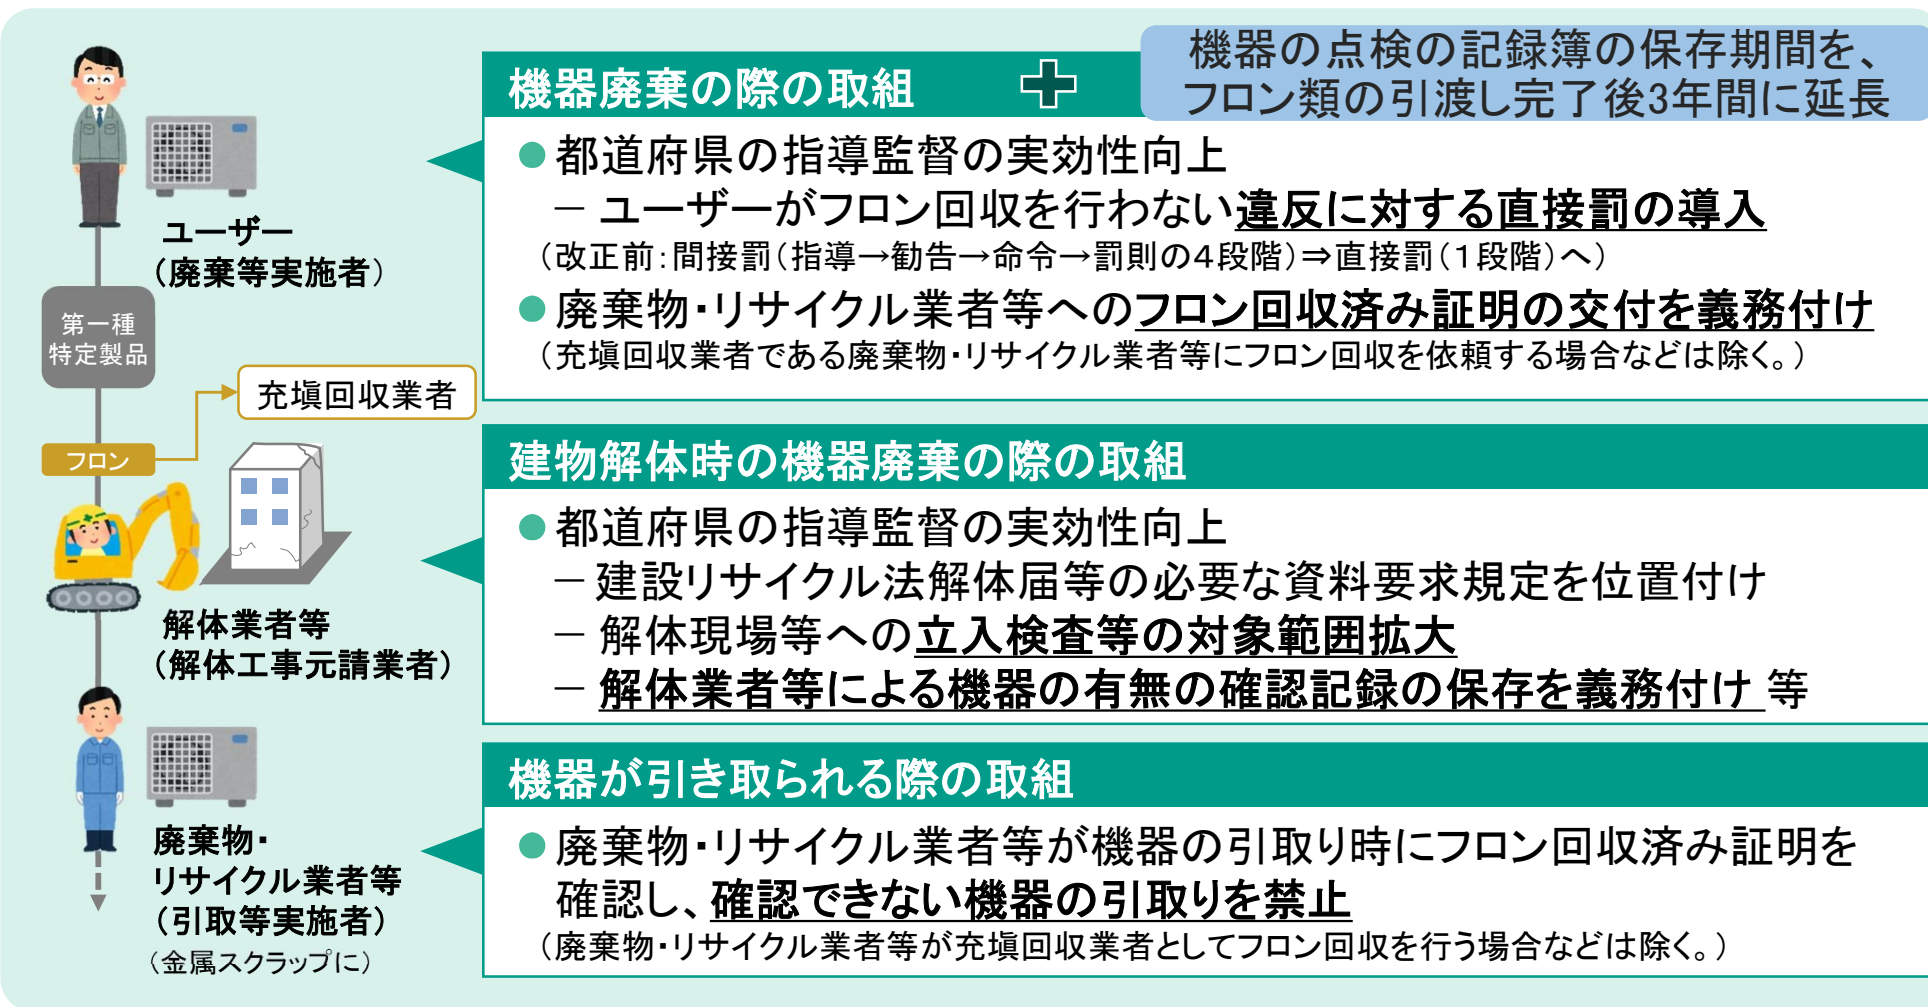 機器の点検の記録簿の保存期間を、
フロン類の引渡し完了後3年間に延長
機器廃棄の際の取組
●都道府県の指導監督の実効性向上
－ ユーザーがフロン回収を行わない違反に対する直接罰の導入
（改正前：間接罰（指導→勧告→命令→罰則の４段階）⇒直接罰（１段階）へ）
●廃棄物・リサイクル業者等へのフロン回収済み証明の交付を義務付け
（充塡回収業者である廃棄物・リサイクル業者等にフロン回収を依頼する場合などは除く。）
ユーザー
（廃棄等実施者）
第一種
特定製品
充塡回収業者
フロン
建物解体時の機器廃棄の際の取組
●都道府県の指導監督の実効性向上
－ 建設リサイクル法解体届等の必要な資料要求規定を位置付け
－ 解体現場等への立入検査等の対象範囲拡大
－ 解体業者等による機器の有無の確認記録の保存を義務付け 等
解体業者等
（解体工事元請業者）
機器が引き取られる際の取組
●廃棄物・リサイクル業者等が機器の引取り時にフロン回収済み証明を
確認し、確認できない機器の引取りを禁止
（廃棄物・リサイクル業者等が充塡回収業者としてフロン回収を行う場合などは除く。）
廃棄物・
リサイクル業者等
（引取等実施者）
（金属スクラップに）